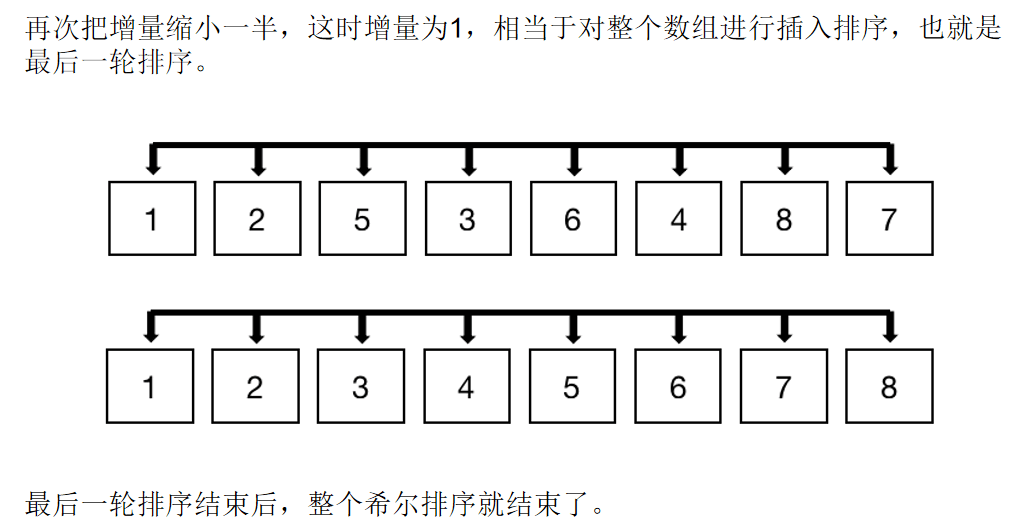 再次把增量缩小一半，这时增量为1，相当于对整个数组进行插入排序，也就是
最后一轮排序。
1 2 5 3 6 4 8 7
1 2 3 4 5 6 7 8
最后一轮排序结束后，整个希尔排序就结束了。